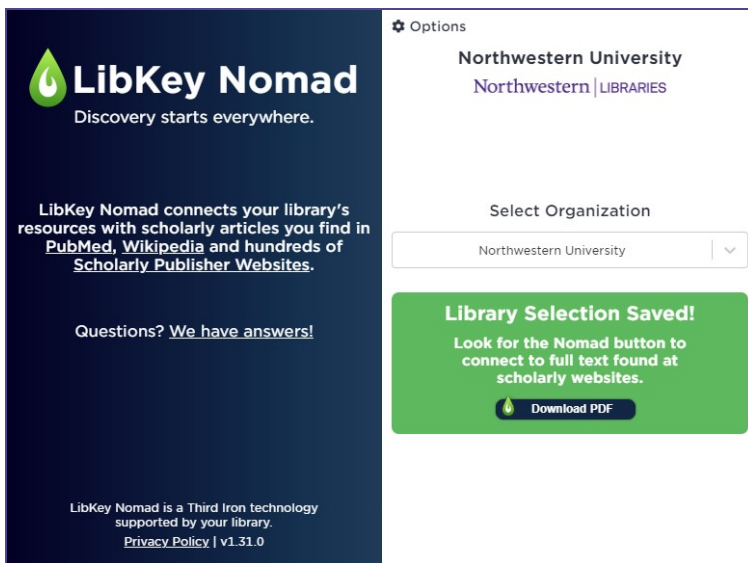 LibKey Nomad
Discovery starts everywhere.
LibKey Nomad connects your library's
resources with scholarly articles you find in
PubMed, Wikipedia and hundreds of
Scholarly Publisher Websites.
Questions? We have answers!
LibKey Nomad is a Third Iron technology
supported by your library.
Privacy Policy | v1.31.0
Options
Northwestern University
Northwestern | LIBRARIES
Select Organization
Northwestern University
Library Selection Saved!
Look for the Nomad button to
connect to full text found at
scholarly websites.
Download PDF